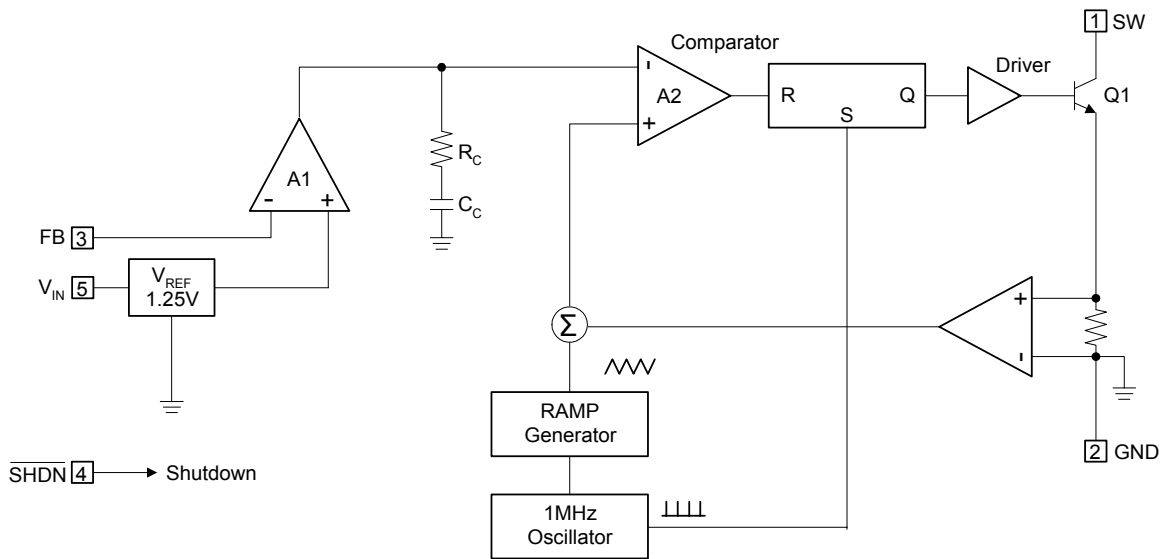 1 SW
Comparator
Driver
-
A2
+
R Q
S
Q1
A1
- +
R_C
C_C
FB 3
V_IN 5
V_REF
1.25V
+
-
Σ
RAMP
Generator
2 GND
SHDN 4 Shutdown
1MHz
Oscillator